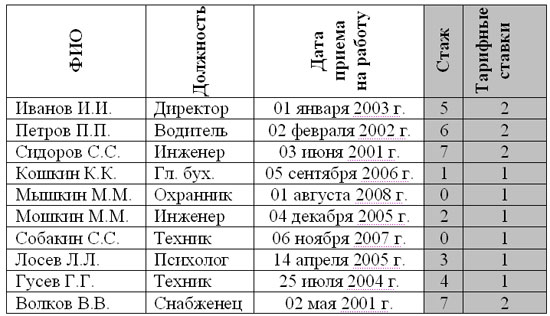 ФИО Должность Дата приема на работу Стаж Тарифные ставки
Иванов И.И. Директор 01 января 2003 г. 5 2
Петров П.П. Водитель 02 февраля 2002 г. 6 2
Сидоров С.С. Инженер 03 июня 2001 г. 7 2
Кошкин К.К. Гл. бух. 05 сентября 2006 г. 1 1
Мышкин М.М. Охранник 01 августа 2008 г. 0 1
Мошкин М.М. Инженер 04 декабря 2005 г. 2 1
Собакин С.С. Техник 06 ноября 2007 г. 0 1
Лосев Л.Л. Психолог 14 апреля 2005 г. 3 1
Гусев Г.Г. Техник 25 июля 2004 г. 4 1
Волков В.В. Снабженец 02 мая 2001 г. 7 2